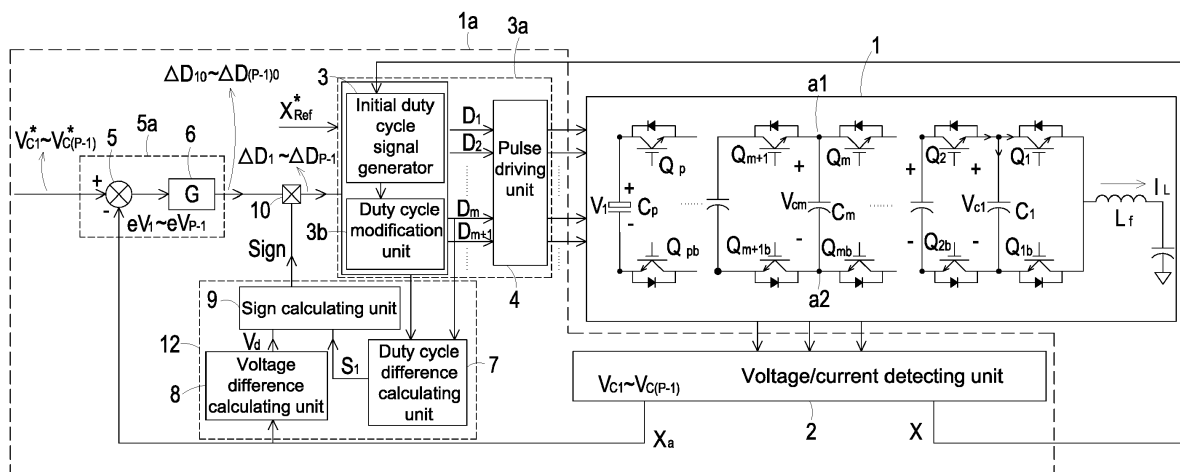 1a
3a
1
ΔD10~ΔD(P-1)0
3
a1
X*Ref
Initial duty
cycle
signal
generator
D1
D2
Pulse
driving
unit
V*C1~V*C(P-1)
5
5a
6
ΔD1~ΔDP-1
+
-
G
10
eV1~eVP-1
Dm
Dm+1
3b
Duty cycle
modification
unit
4
Sign
Qp
Qm+1
+
Qm
+
Q2
+
Q1
V1
+
-
Cp
Vcm
Cm
Vc1
C1
IL
Lf
Qpb
Qm+1b
-
Qmb
-
Q2b
-
Q1b
a2
9
Sign calculating unit
12
Vd
S1
7
8
Voltage
difference
calculating unit
Duty cycle
difference
calculating
unit
VC1~VC(P-1)
Voltage/current detecting unit
2
Xa
X